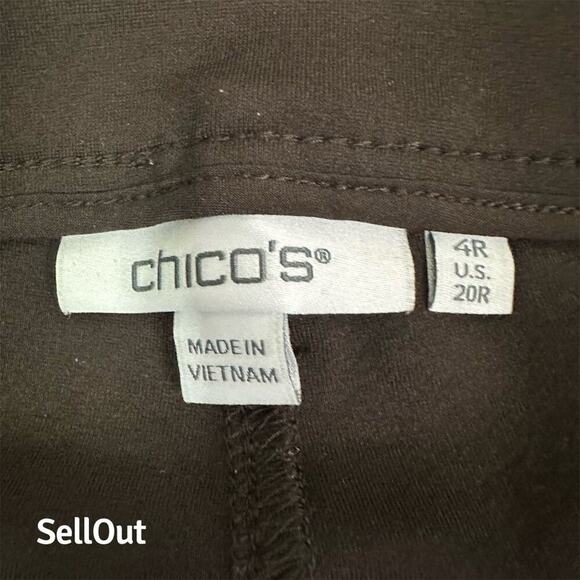 chico's®
4R
U.S.
20R
MADE IN
VIETNAM
SellOut